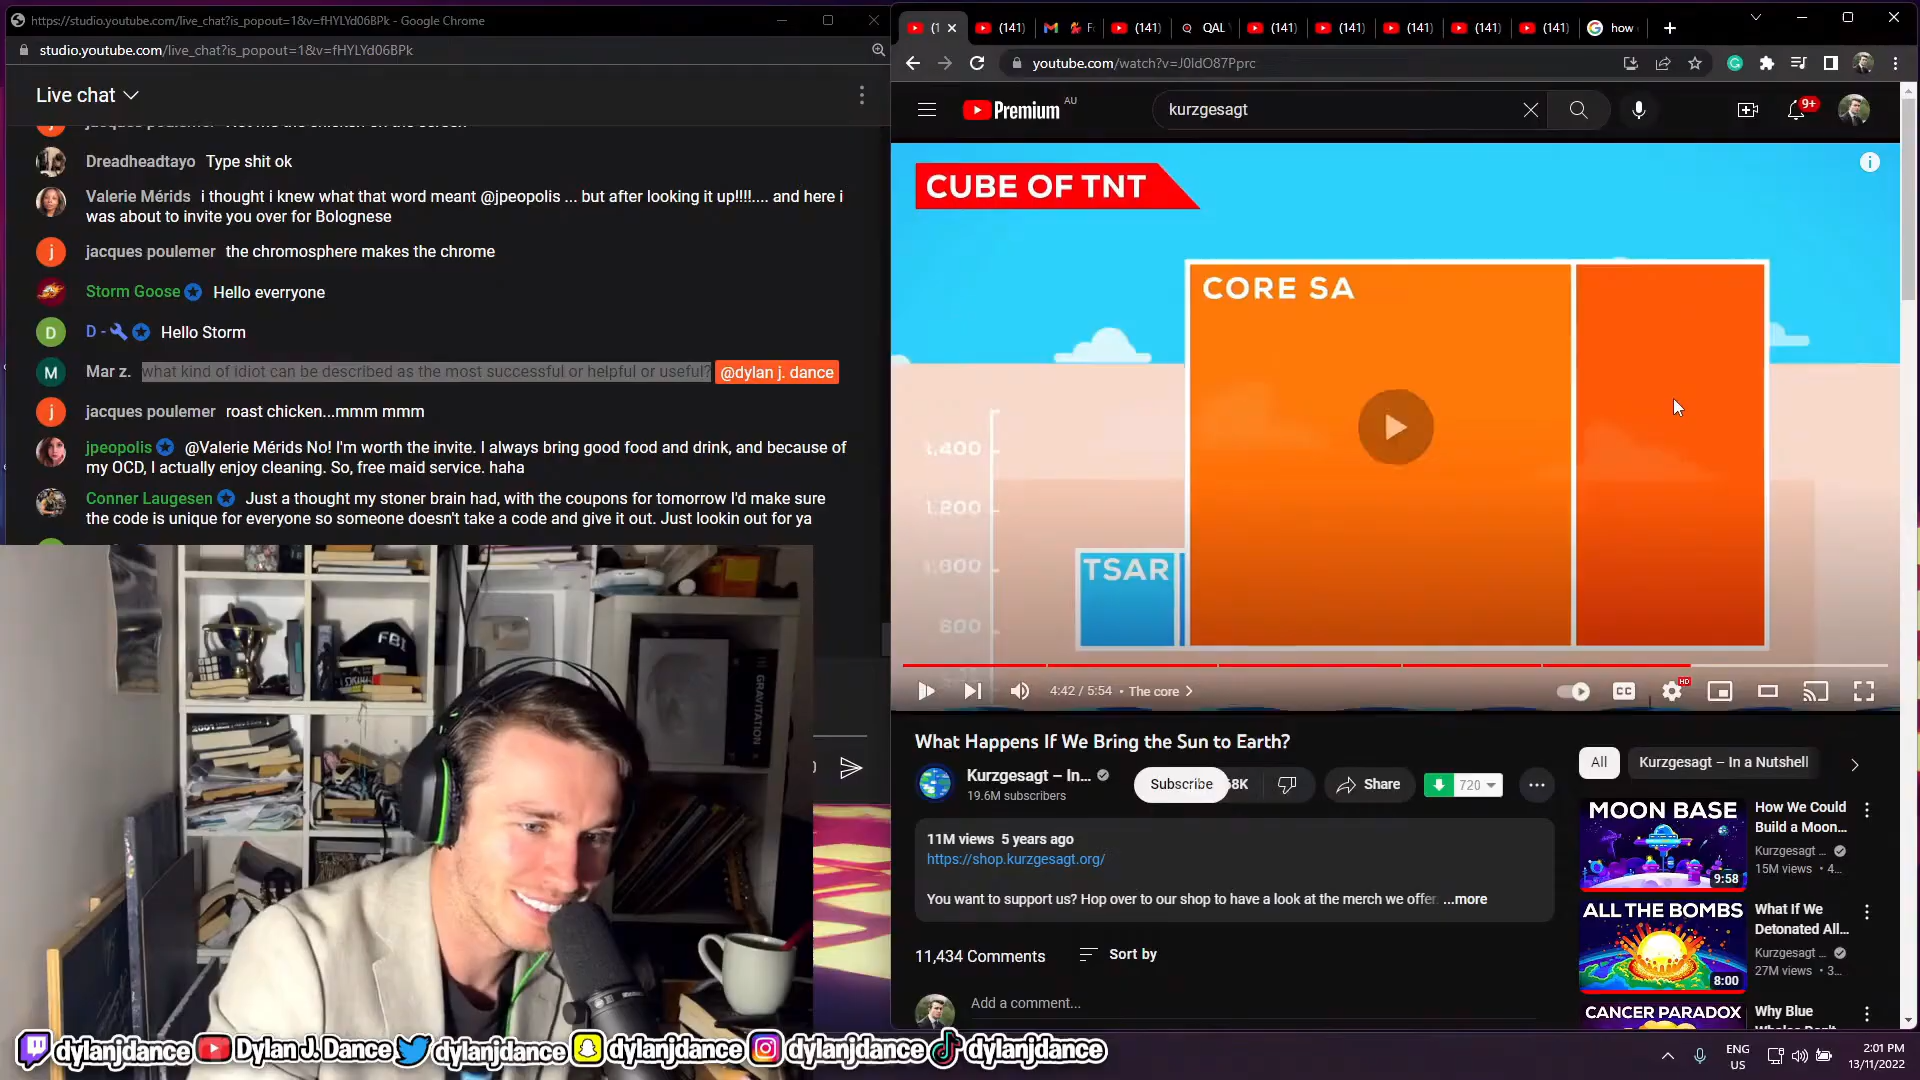 https://studio.youtube.com/live_chat?is_popout=1&v=fHYLYd06BPk - Google Chrome
studio.youtube.com/live_chat?is_popout=1&v=fHYLYd06BPk
Live chat
Dreadheadtayo Type shit ok
Valerie Mérids i thought i knew what that word meant @jpeopolis ... but after looking it up!!!!.... and here i
was about to invite you over for Bolognese
j jacques poulemer the chromosphere makes the chrome
Storm Goose Hello everryone
D D - Hello Storm
M Mar z. what kind of idiot can be described as the most successful or helpful or useful? @dylan j. dance
j jacques poulemer roast chicken...mmm mmm
jpeopolis @Valerie Mérids No! I'm worth the invite. I always bring good food and drink, and because of
my OCD, I actually enjoy cleaning. So, free maid service. haha
Conner Laugesen Just a thought my stoner brain had, with the coupons for tomorrow I'd make sure
the code is unique for everyone so someone doesn't take a code and give it out. Just lookin out for ya
FBI
2001
GRAVITATION
(1
(141)
(141)
QAL
(141)
(141)
(141)
(141)
(141)
how
youtube.com/watch?v=J0ldO87Pprc
Premium AU
kurzgesagt
9+
CUBE OF TNT
CORE SA
1,400
1,200
TSAR
600
4:42 / 5:54 • The core
CC
HD
What Happens If We Bring the Sun to Earth?
Kurzgesagt – In...
19.6M subscribers
Subscribe
8K
Share
720
11M views 5 years ago
https://shop.kurzgesagt.org/
You want to support us? Hop over to our shop to have a look at the merch we offer. ...more
11,434 Comments
Sort by
Add a comment...
All
Kurzgesagt – In a Nutshell
MOON BASE
9:58
How We Could
Build a Moon...
Kurzgesagt ...
15M views • 4...
ALL THE BOMBS
8:00
What If We
Detonated All...
Kurzgesagt ...
27M views • 3...
CANCER PARADOX
Why Blue
dylanjdance
Dylan J. Dance
dylanjdance
dylanjdance
dylanjdance
dylanjdance
ENG
US
2:01 PM
13/11/2022